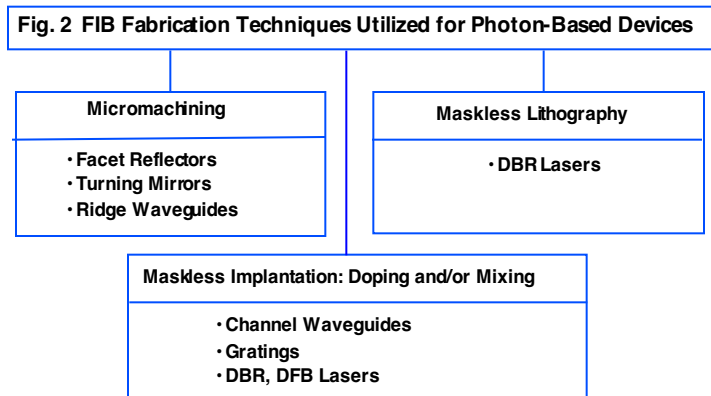 Fig. 2 FIB Fabrication Techniques Utilized for Photon-Based Devices
Micromachining
• Facet Reflectors
• Turning Mirrors
• Ridge Waveguides
Maskless Lithography
• DBR Lasers
Maskless Implantation: Doping and/or Mixing
• Channel Waveguides
• Gratings
• DBR, DFB Lasers